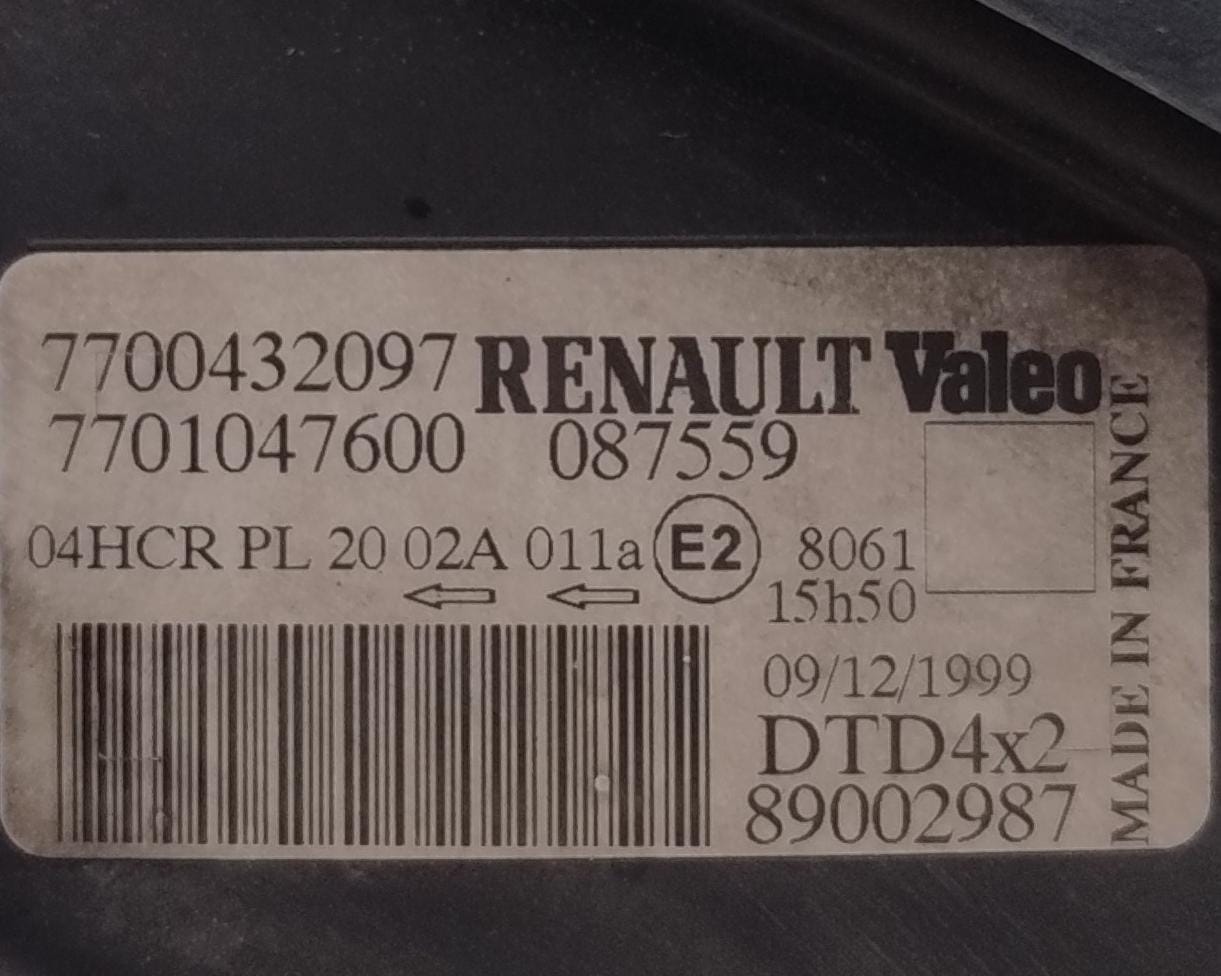 7700432097 RENAULT Valeo
7701047600 087559
04HCR PL 20 02A 011a E2 8061
15h50
09/12/1999
DTD4x2
89002987
MADE IN FRANCE